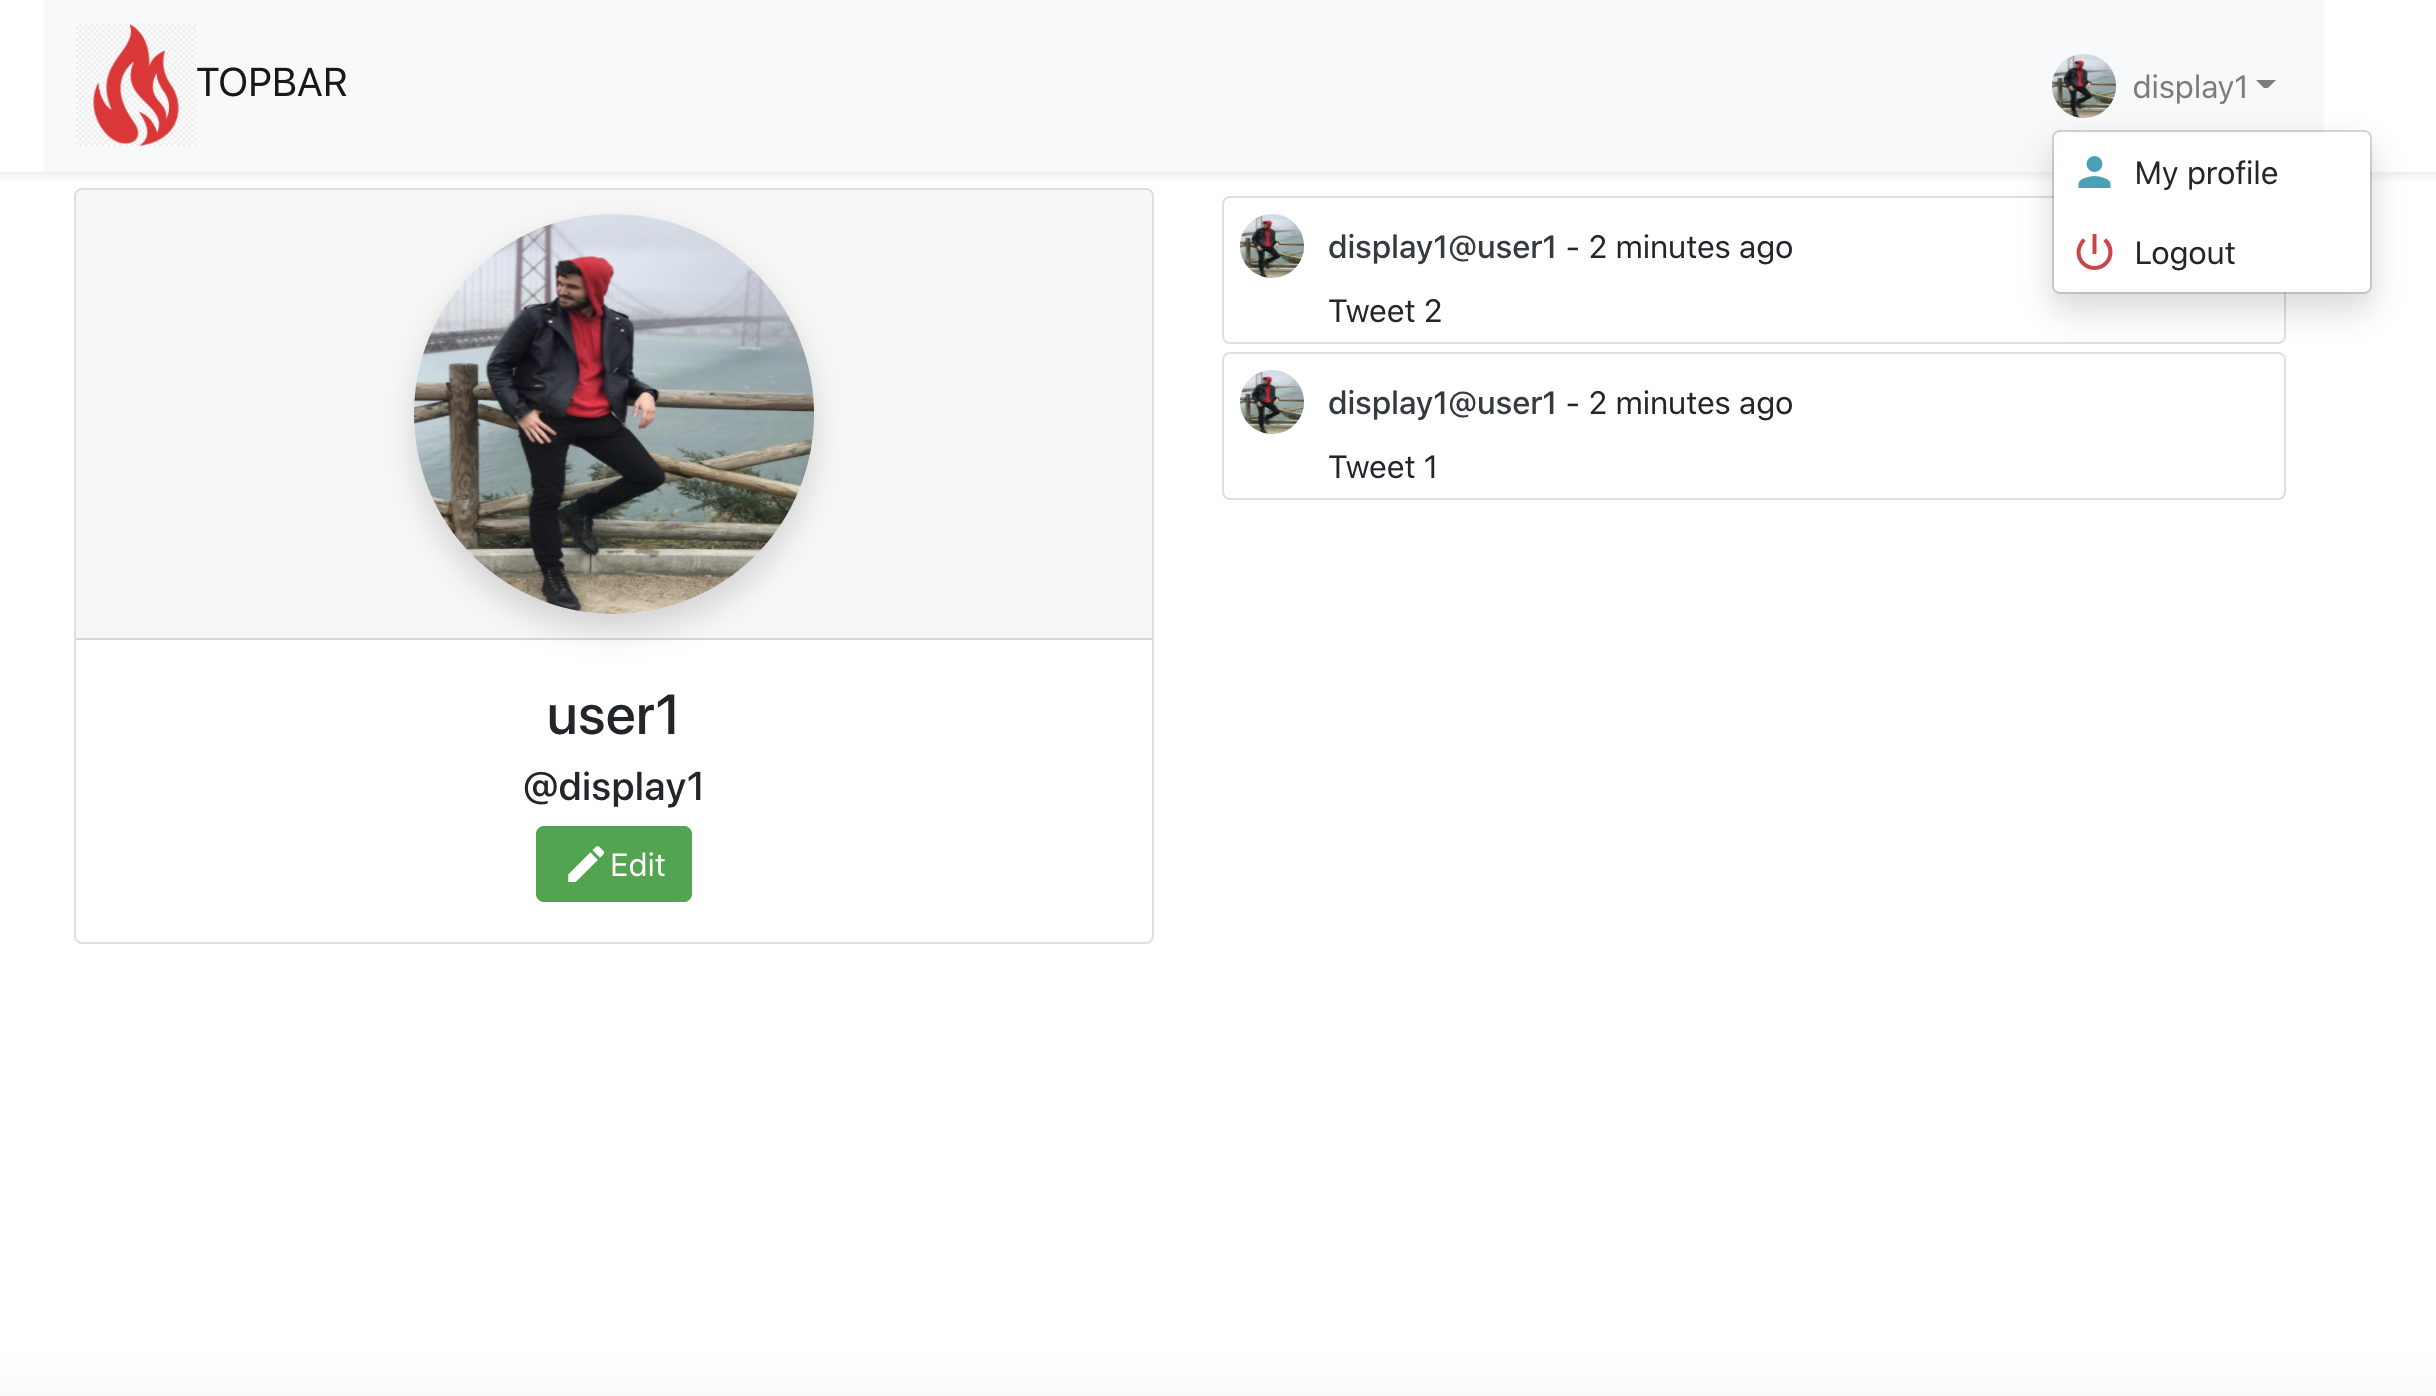 TOPBAR
display1
My profile
Logout
display1@user1 - 2 minutes ago
Tweet 2
display1@user1 - 2 minutes ago
Tweet 1
user1
@display1
Edit